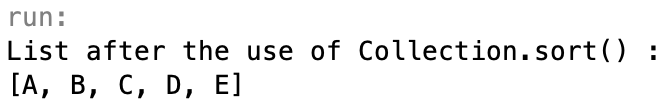 run:
List after the use of Collection.sort() :
[A, B, C, D, E]